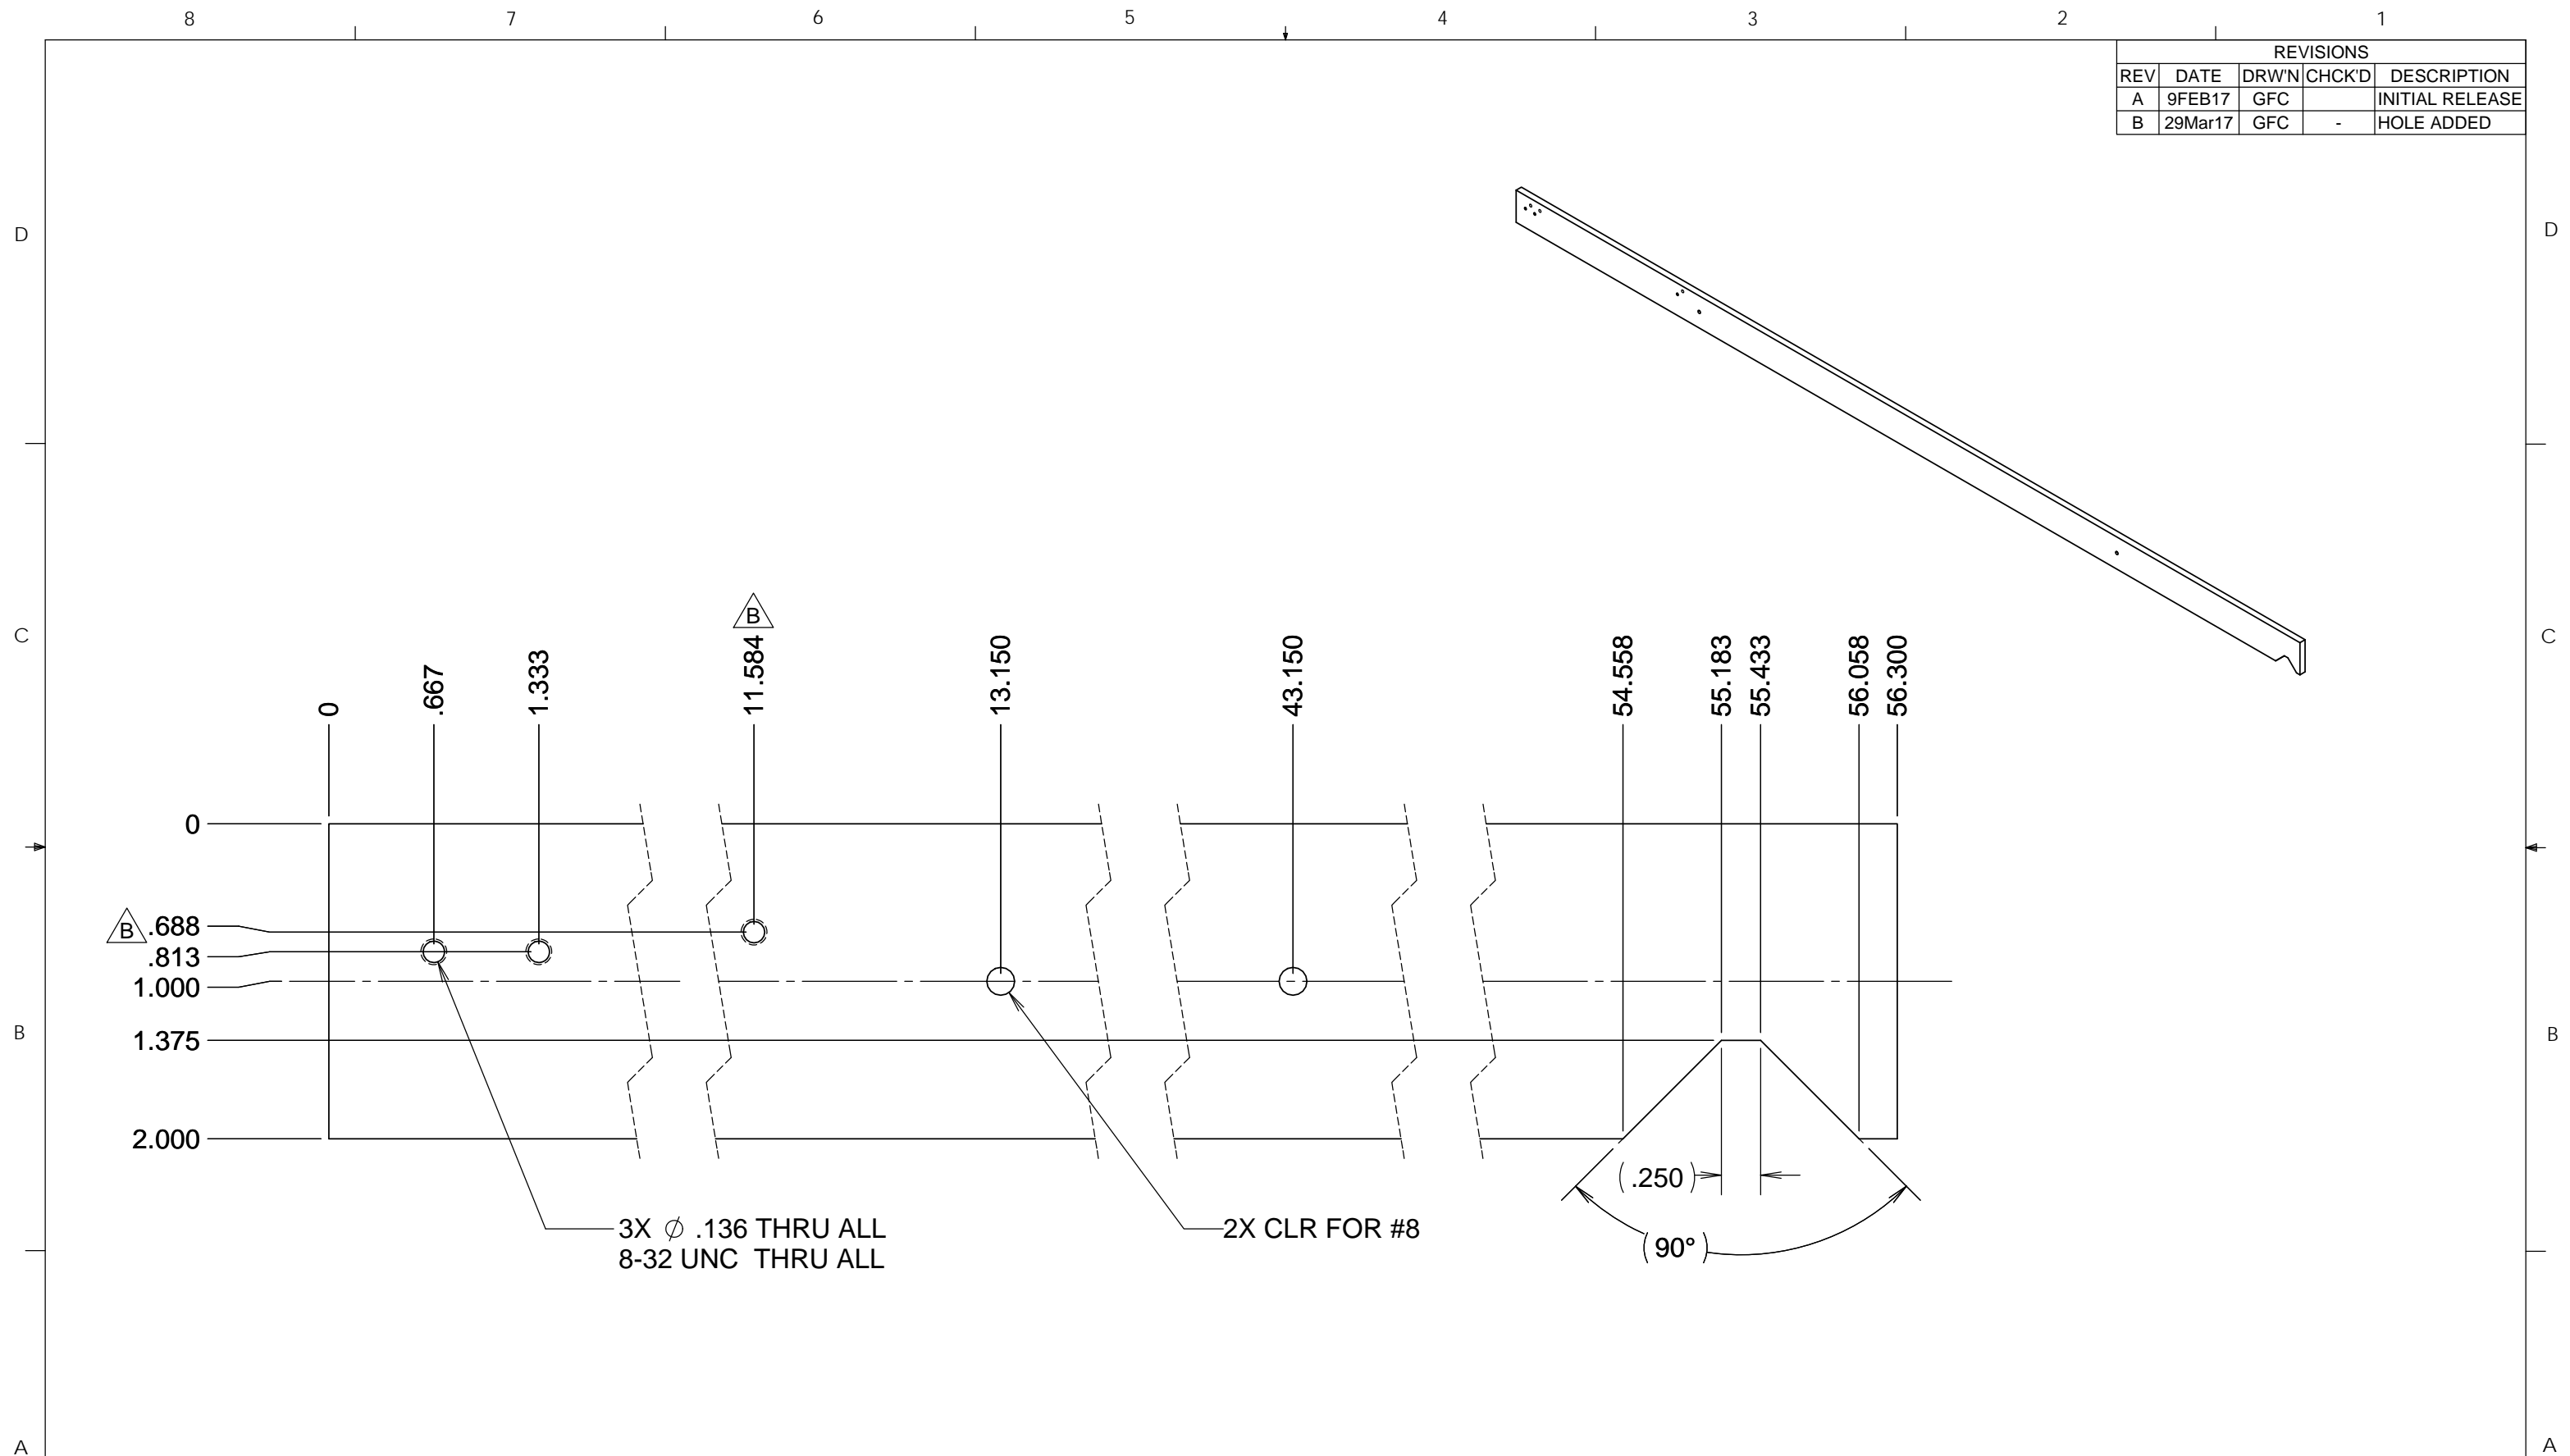 8 7 6 5 4 3 2 1
REVISIONS
REV DATE DRW'N CHCK'D DESCRIPTION
A 9FEB17 GFC INITIAL RELEASE
B 29Mar17 GFC - HOLE ADDED
D D
C C
B
0 .667 1.333 11.584 13.150 43.150 54.558 55.183 55.433 56.058 56.300
0
B .688
.813
1.000
B B
1.375
2.000
(.250)
3X ∅ .136 THRU ALL
8-32 UNC THRU ALL
2X CLR FOR #8
(90°)
A A